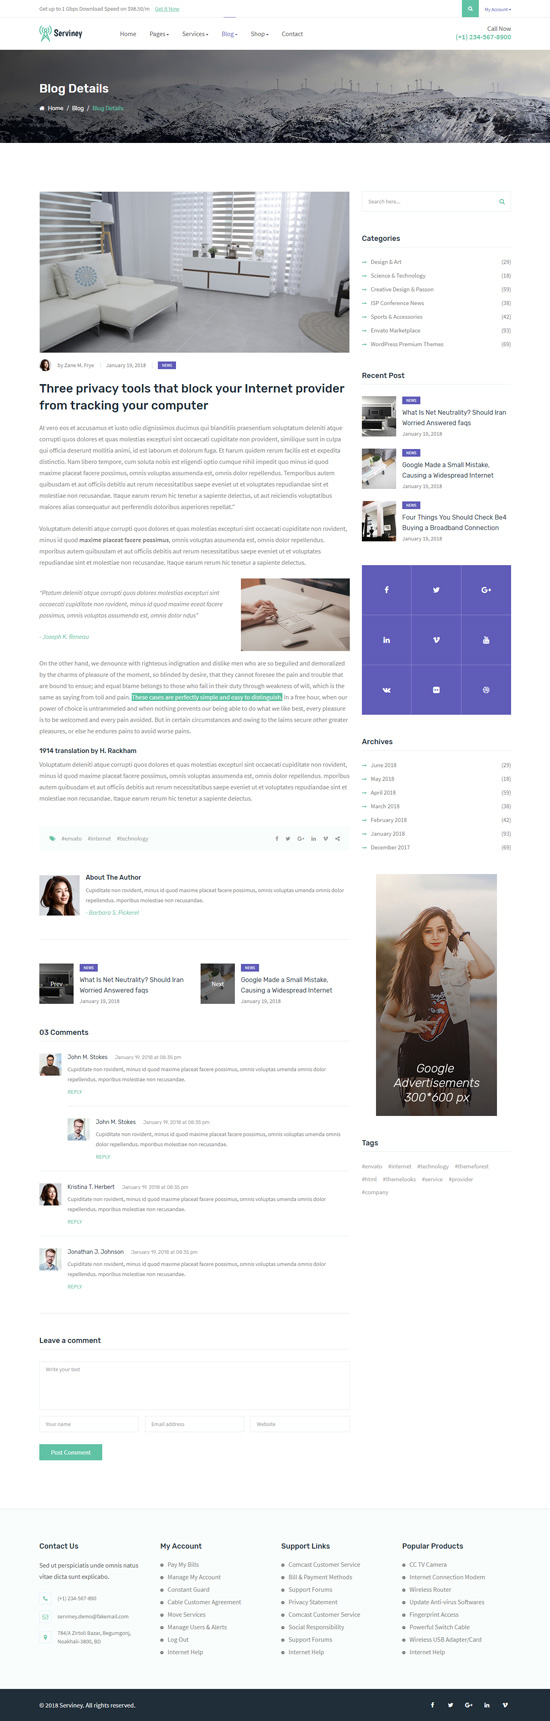 Get up to 1 Gbps Download Speed on $98.50/m Get It Now
My Account
Serviney
Home Pages Services Blog Shop Contact
Call Now
(+1) 234-567-8900
Blog Details
Home / Blog / Blog Details
by Zane M. Frye January 19, 2018 NEWS
Three privacy tools that block your Internet provider
from tracking your computer
At vero eos et accusamus et iusto odio dignissimos ducimus qui blanditiis praesentium voluptatum deleniti atque
corrupti quos dolores et quas molestias excepturi sint occaecati cupiditate non provident, similique sunt in culpa
qui officia deserunt mollitia animi, id est laborum et dolorum fuga. Et harum quidem rerum facilis est et expedita
distinctio. Nam libero tempore, cum soluta nobis est eligendi optio cumque nihil impedit quo minus id quod
maxime placeat facere possimus, omnis voluptas assumenda est, omnis dolor repellendus. Temporibus autem
quibusdam et aut officiis debitis aut rerum necessitatibus saepe eveniet ut et voluptates repudiandae sint et
molestiae non recusandae. Itaque earum rerum hic tenetur a sapiente delectus, ut aut reiciendis voluptatibus
maiores alias consequatur aut perferendis doloribus asperiores repellat."
Voluptatum deleniti atque corrupti quos dolores et quas molestias excepturi sint occaecati cupiditate non rovident,
minus id quod maxime placeat facere possimus, omnis voluptas assumenda est, omnis dolor repellendus.
mporibus autem quibusdam et aut officiis debitis aut rerum necessitatibus saepe eveniet ut et voluptates
repudiandae sint et molestiae non recusandae. Itaque earum rerum hic tenetur a sapiente delectus.
"Ptatum deleniti atque corrupti quos dolores molestias excepturi sint
occaecati cupiditate non rovident, minus id quod maxime eceat facere
possimus, omnis voluptas assumenda est, omnis dolor ndus"
- Joseph K. Reneau
On the other hand, we denounce with righteous indignation and dislike men who are so beguiled and demoralized
by the charms of pleasure of the moment, so blinded by desire, that they cannot foresee the pain and trouble that
are bound to ensue; and equal blame belongs to those who fail in their duty through weakness of will, which is the
same as saying from toil and pain. These cases are perfectly simple and easy to distinguish. In a free hour, when our
power of choice is untrammeled and when nothing prevents our being able to do what we like best, every pleasure
is to be welcomed and every pain avoided. But in certain circumstances and owing to the laims secure other greater
pleasures, or else he endures pains to avoid worse pains.
1914 translation by H. Rackham
Voluptatum deleniti atque corrupti quos dolores et quas molestias excepturi sint occaecati cupiditate non rovident,
minus id quod maxime placeat facere possimus, omnis voluptas assumenda est, omnis dolor repellendus. mporibus
autem quibusdam et aut officiis debitis aut rerum necessitatibus saepe eveniet ut et voluptates repudiandae sint et
molestiae non recusandae. Itaque earum rerum hic tenetur a sapiente delectus.
#envato #internet #technology
About The Author
Cupiditate non rovident, minus id quod maxime placeat facere possimus, omnis voluptas umenda omnis dolor
repellendus. mporibus molestiae non recusandae.
- Barbara S. Pickerel
Prev
NEWS
What Is Net Neutrality? Should Iran
Worried Answered faqs
January 19, 2018
Next
NEWS
Google Made a Small Mistake,
Causing a Widespread Internet
January 19, 2018
03 Comments
John M. Stokes January 19, 2018 at 08:35 pm
Cupiditate non rovident, minus id quod maxime placeat facere possimus, omnis voluptas umenda omnis dolor
repellendus. mporibus molestiae non recusandae.
REPLY
John M. Stokes January 19, 2018 at 08:35 pm
Cupiditate non rovident, minus id quod maxime placeat facere possimus, omnis voluptas umenda omnis
dolor repellendus. mporibus molestiae non recusandae.
REPLY
Kristina T. Herbert January 19, 2018 at 08:35 pm
Cupiditate non rovident, minus id quod maxime placeat facere possimus, omnis voluptas umenda omnis dolor
repellendus. mporibus molestiae non recusandae.
REPLY
Jonathan J. Johnson January 19, 2018 at 08:35 pm
Cupiditate non rovident, minus id quod maxime placeat facere possimus, omnis voluptas umenda omnis dolor
repellendus. mporibus molestiae non recusandae.
REPLY
Leave a comment
Write your text
Your name Email address Website
Post Comment
Search here...
Categories
Design & Art (29)
Science & Technology (18)
Creative Design & Passon (59)
ISP Conference News (38)
Sports & Accessories (42)
Envato Marketplace (93)
WordPress Premium Themes (69)
Recent Post
NEWS
What Is Net Neutrality? Should Iran
Worried Answered faqs
January 19, 2018
NEWS
Google Made a Small Mistake,
Causing a Widespread Internet
January 19, 2018
NEWS
Four Things You Should Check Be4
Buying a Broadband Connection
January 19, 2018
Archives
June 2018 (29)
May 2018 (18)
April 2018 (59)
March 2018 (38)
February 2018 (42)
January 2018 (93)
December 2017 (69)
Google
Advertisements
300*600 px
Tags
#envato #internet #technology #themeforest
#html #themelooks #service #provider
#company
Contact Us
Sed ut perspiciatis unde omnis natus
vitae dicta sunt explicabo.
(+1) 234-567-890
serviney.demo@fakemail.com
784/A Zirtoli Bazar, Begumgonj,
Noakhali-3800, BD
My Account
Pay My Bills
Manage My Account
Constant Guard
Cable Customer Agreement
Move Services
Manage Users & Alerts
Log Out
Internet Help
Support Links
Comcast Customer Service
Bill & Payment Methods
Support Forums
Privacy Statement
Comcast Customer Service
Social Responsibility
Support Forums
Internet Help
Popular Products
CC TV Camera
Internet Connection Modem
Wireless Router
Update Anti-virus Softwares
Fingerprint Access
Powerful Switch Cable
Wireless USB Adapter/Card
Internet Help
© 2018 Serviney. All rights reserved.